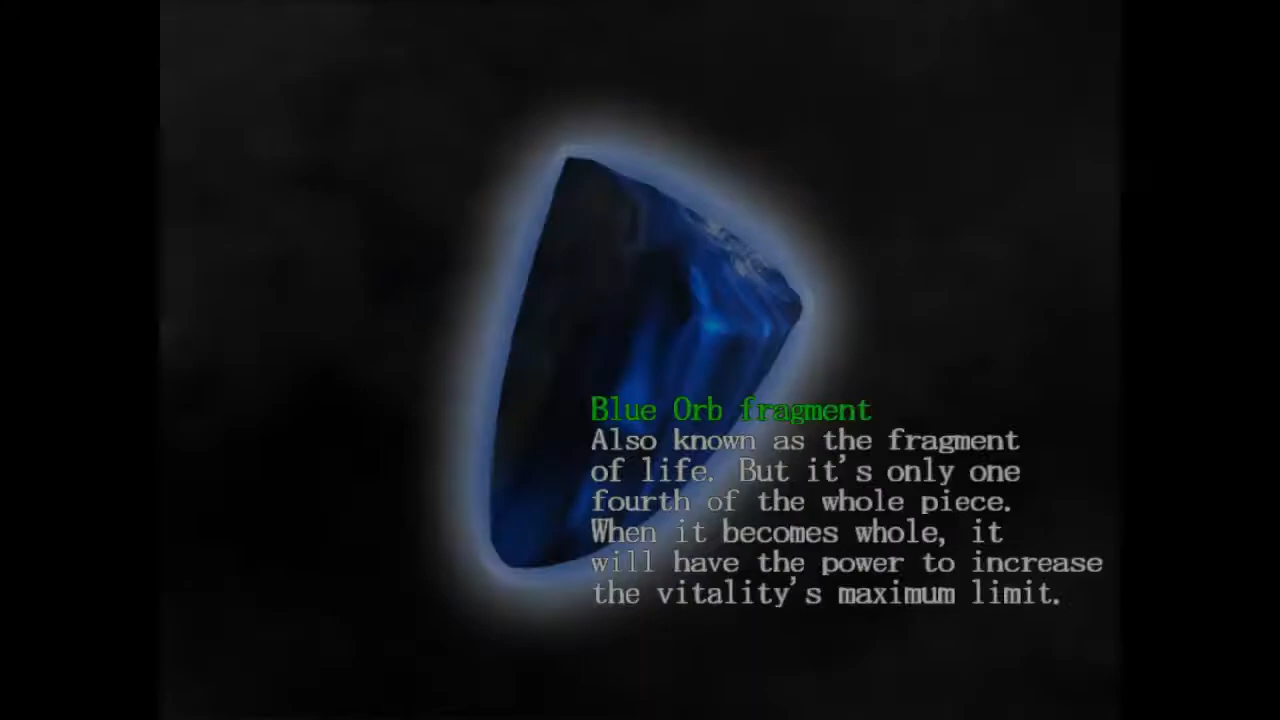 Blue Orb fragment
Also known as the fragment
of life. But it's only one
fourth of the whole piece.
When it becomes whole, it
will have the power to increase
the vitality's maximum limit.